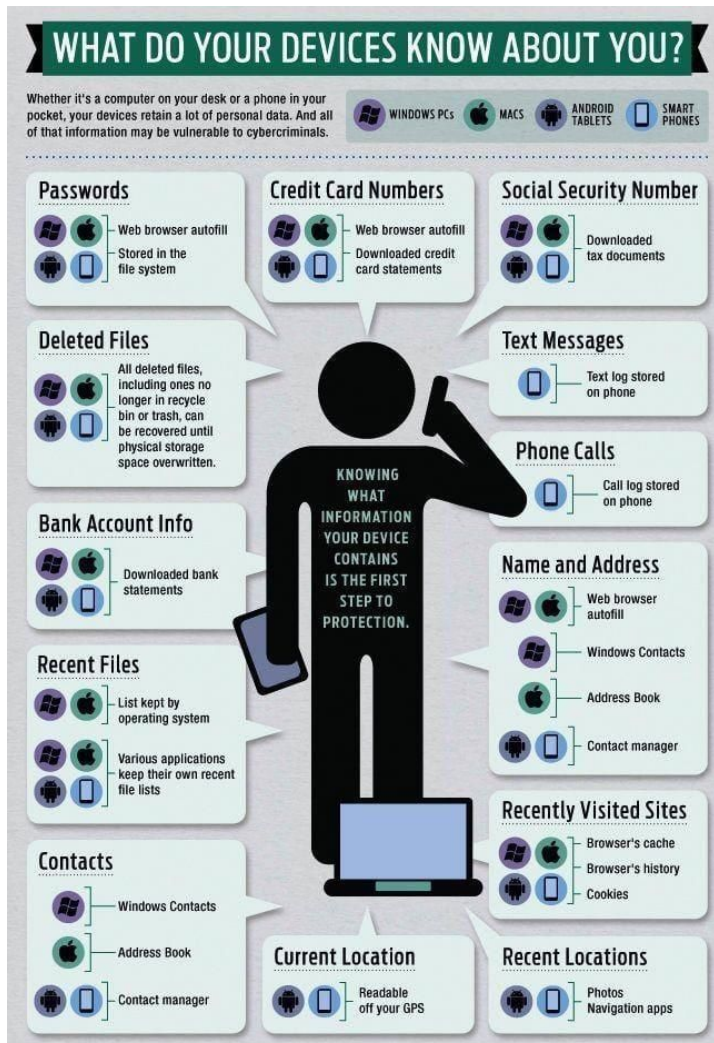 WHAT DO YOUR DEVICES KNOW ABOUT YOU?
Whether it's a computer on your desk or a phone in your
pocket, your devices retain a lot of personal data. And all
of that information may be vulnerable to cybercriminals.
WINDOWS PCs
MACS
ANDROID
TABLETS
SMART
PHONES
Passwords
Web browser autofill
Stored in the
file system
Credit Card Numbers
Web browser autofill
Downloaded credit
card statements
Social Security Number
Downloaded
tax documents
Deleted Files
All deleted files,
including ones no
longer in recycle
bin or trash, can
be recovered until
physical storage
space overwritten.
Text Messages
Text log stored
on phone
Phone Calls
Call log stored
on phone
KNOWING
WHAT
INFORMATION
YOUR DEVICE
CONTAINS
IS THE FIRST
STEP TO
PROTECTION.
Bank Account Info
Downloaded bank
statements
Name and Address
Web browser
autofill
Windows Contacts
Address Book
Contact manager
Recent Files
List kept by
operating system
Various applications
keep their own recent
file lists
Recently Visited Sites
Browser's cache
Browser's history
Cookies
Contacts
Windows Contacts
Address Book
Contact manager
Current Location
Readable
off your GPS
Recent Locations
Photos
Navigation apps